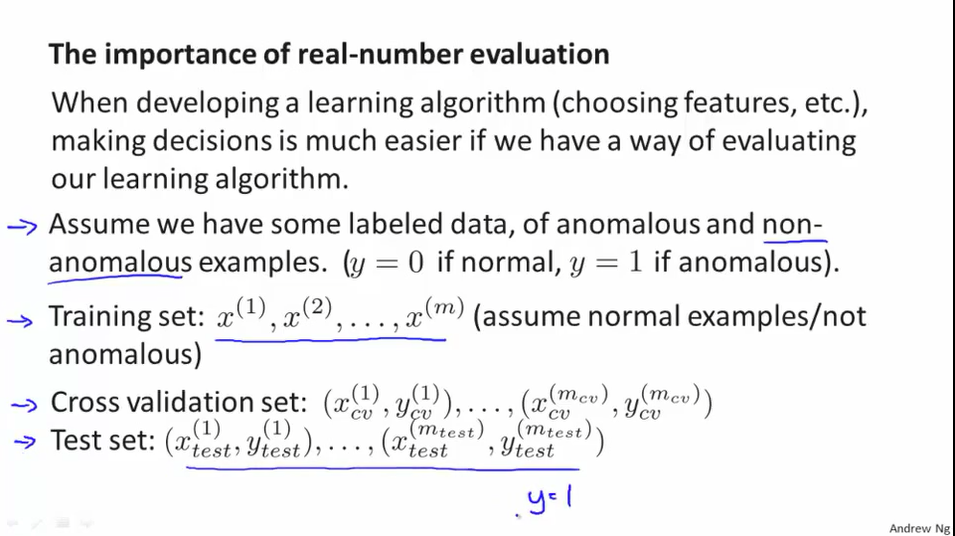 The importance of real-number evaluation
When developing a learning algorithm (choosing features, etc.),
making decisions is much easier if we have a way of evaluating
our learning algorithm.
→ Assume we have some labeled data, of anomalous and non-
anomalous examples. (y = 0 if normal, y = 1 if anomalous).
→ Training set: x^{(1)}, x^{(2)}, . . . , x^{(m)} (assume normal examples/not
anomalous)
→ Cross validation set: (x_{cv}^{(1)}, y_{cv}^{(1)}), . . . , (x_{cv}^{(m_{cv})}, y_{cv}^{(m_{cv})})
→ Test set: (x_{test}^{(1)}, y_{test}^{(1)}), . . . , (x_{test}^{(m_{test})}, y_{test}^{(m_{test})})
y=1
Andrew Ng